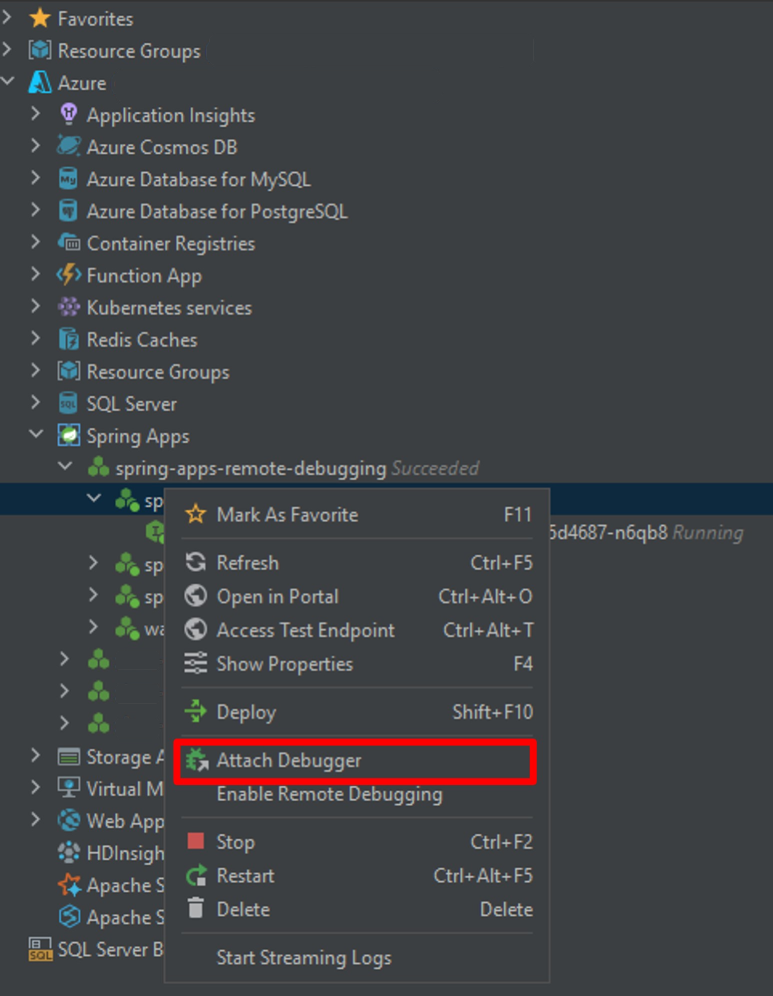 Favorites
Resource Groups
Azure
Application Insights
Azure Cosmos DB
Azure Database for MySQL
Azure Database for PostgreSQL
Container Registries
Function App
Kubernetes services
Redis Caches
Resource Groups
SQL Server
Spring Apps
spring-apps-remote-debugging Succeeded
sp
Mark As Favorite F11
5d4687-n6qb8 Running
Refresh Ctrl+F5
sp
Open in Portal Ctrl+Alt+O
sp
Access Test Endpoint Ctrl+Alt+T
wa
Show Properties F4
Deploy Shift+F10
Storage A
Attach Debugger
Virtual M
Enable Remote Debugging
Web App
Stop Ctrl+F2
HDInsigh
Restart Ctrl+Alt+F5
Apache S
Delete Delete
Apache S
SQL Server B
Start Streaming Logs